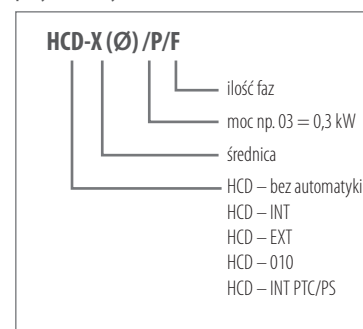 HCD-X (Ø) /P/F
ilość faz
moc np. 03 = 0,3 kW
średnica
HCD – bez automatyki
HCD – INT
HCD – EXT
HCD – 010
HCD – INT PTC/PS